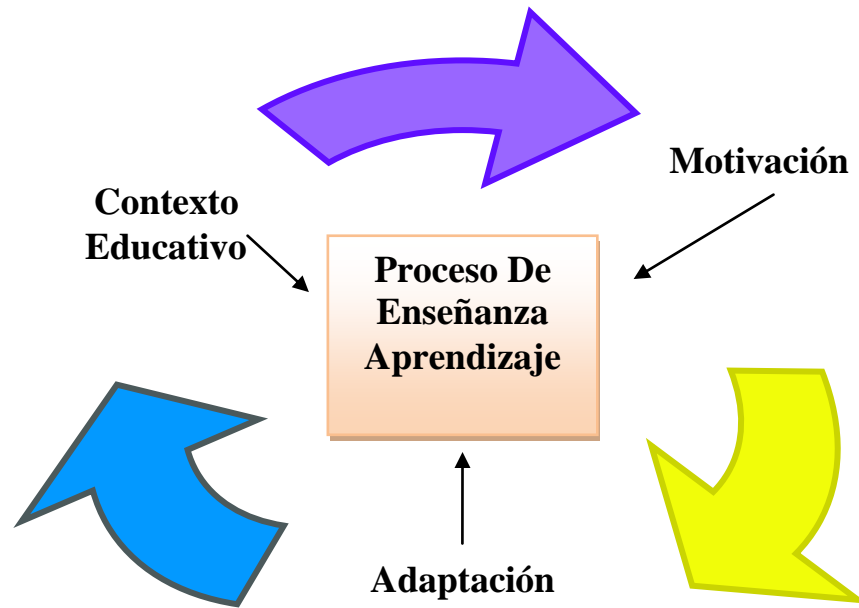 Motivación
Contexto
Educativo
Proceso De
Enseñanza
Aprendizaje
Adaptación